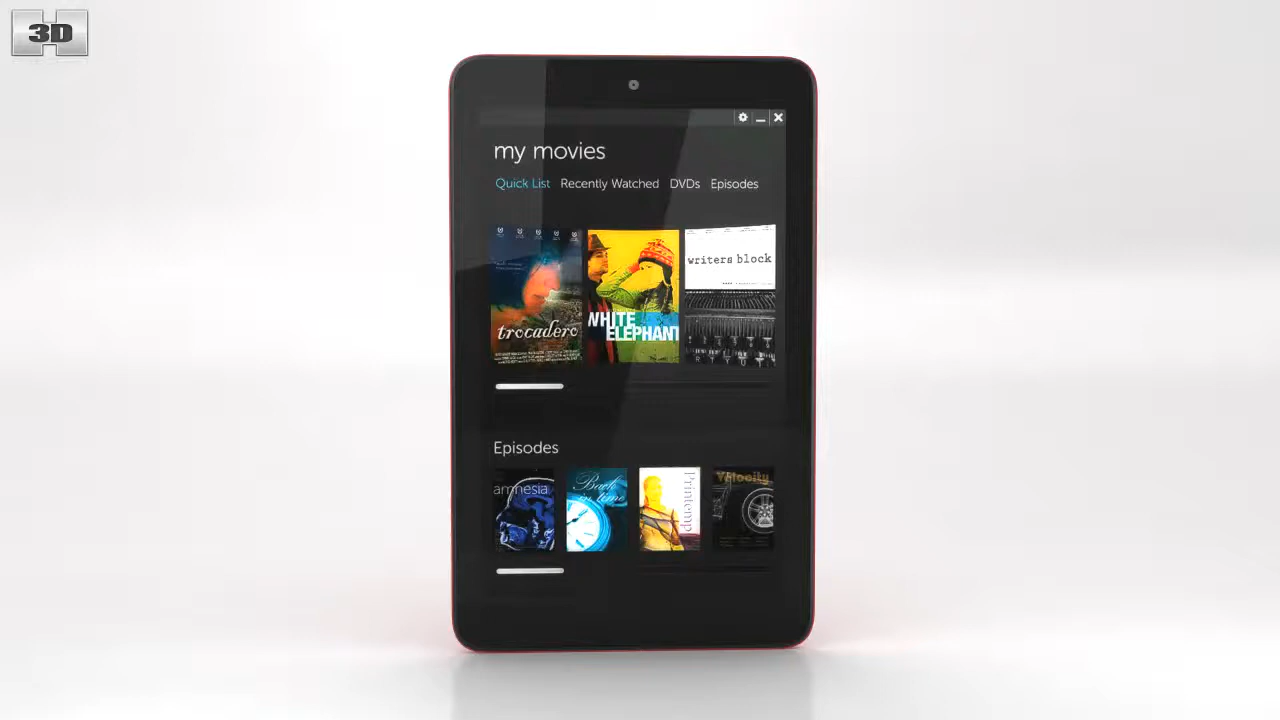 3D
my movies
Quick List Recently Watched DVDs Episodes
trocadero
WHITE
ELEPHANT
writers block
Episodes
amnesia
Back
in time
Printemp
Velocity